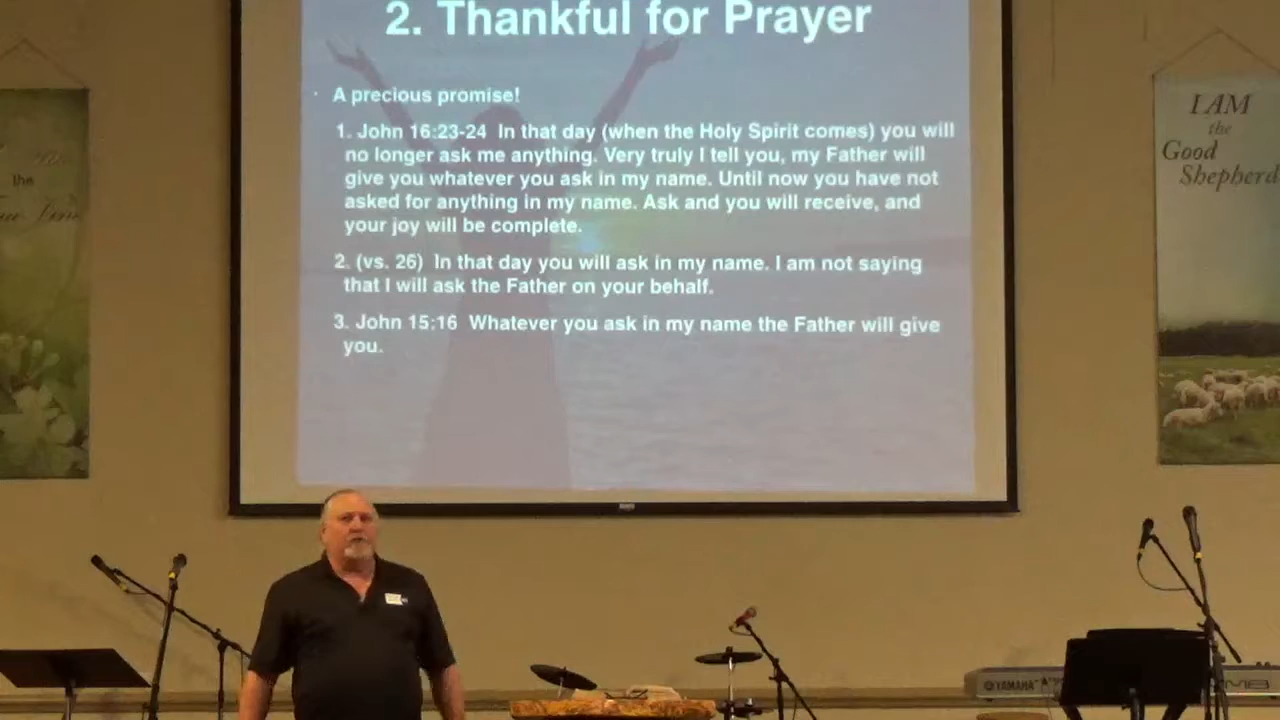 2. Thankful for Prayer
· A precious promise!
1. John 16:23-24 In that day (when the Holy Spirit comes) you will
no longer ask me anything. Very truly I tell you, my Father will
give you whatever you ask in my name. Until now you have not
asked for anything in my name. Ask and you will receive, and
your joy will be complete.
2. (vs. 26) In that day you will ask in my name. I am not saying
that I will ask the Father on your behalf.
3. John 15:16 Whatever you ask in my name the Father will give
you.
the
I AM
the
Good
Shepherd
YAMAHA